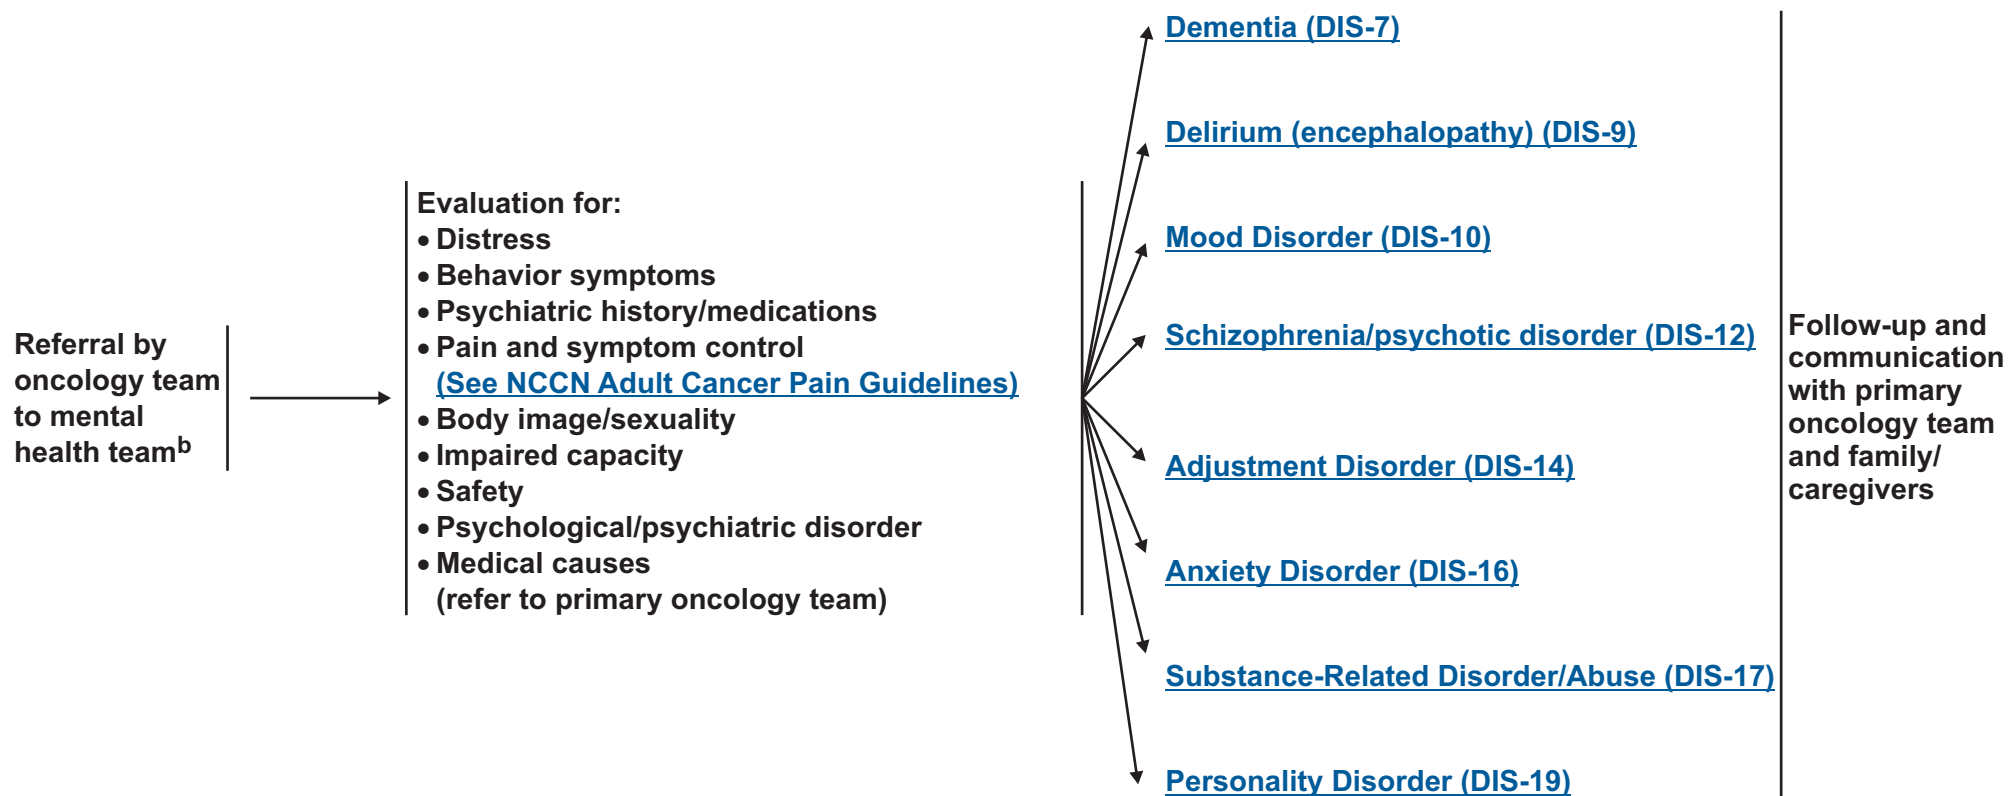 Referral by
oncology team
to mental
health teamb
Evaluation for:
• Distress
• Behavior symptoms
• Psychiatric history/medications
• Pain and symptom control
(See NCCN Adult Cancer Pain Guidelines)
• Body image/sexuality
• Impaired capacity
• Safety
• Psychological/psychiatric disorder
• Medical causes
(refer to primary oncology team)
Dementia (DIS-7)
Delirium (encephalopathy) (DIS-9)
Mood Disorder (DIS-10)
Schizophrenia/psychotic disorder (DIS-12)
Adjustment Disorder (DIS-14)
Anxiety Disorder (DIS-16)
Substance-Related Disorder/Abuse (DIS-17)
Personality Disorder (DIS-19)
Follow-up and
communication
with primary
oncology team
and family/
caregivers